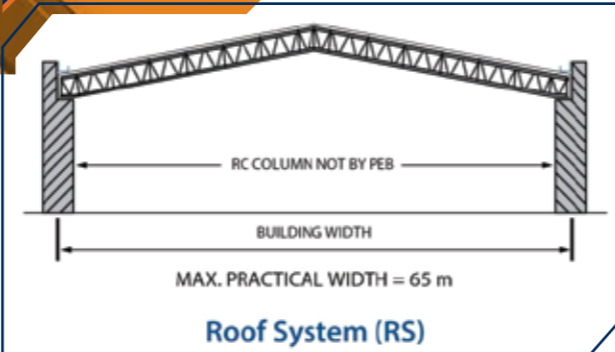 RC COLUMN NOT BY PEB
BUILDING WIDTH
MAX. PRACTICAL WIDTH = 65 m
Roof System (RS)